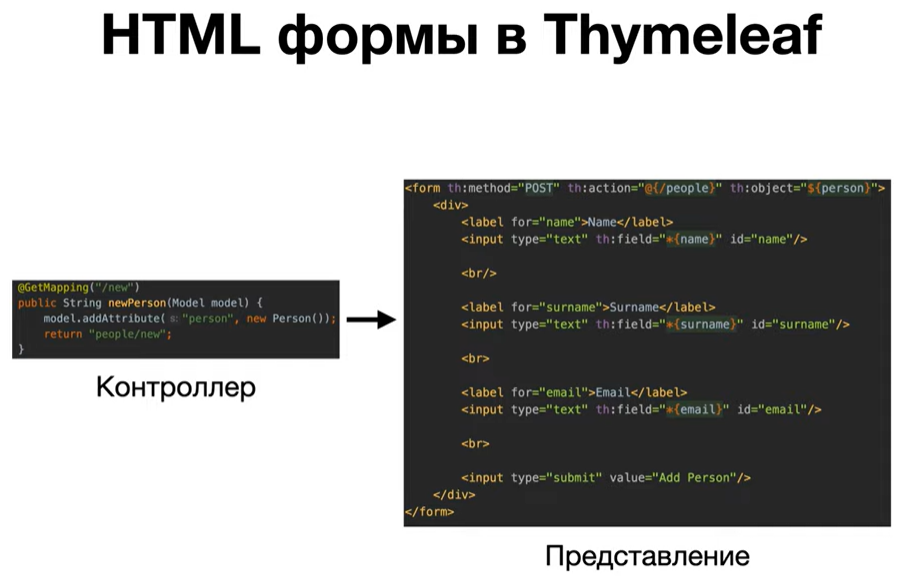 HTML формы в Thymeleaf
@GetMapping("/new")
public String newPerson(Model model) {
    model.addAttribute( s: "person", new Person());
    return "people/new";
}
Контроллер
<form th:method="POST" th:action="@{/people}" th:object="${person}">
    <div>
        <label for="name">Name</label>
        <input type="text" th:field="*{name}" id="name"/>
        <br/>
        <label for="surname">Surname</label>
        <input type="text" th:field="*{surname}" id="surname"/>
        <br>
        <label for="email">Email</label>
        <input type="text" th:field="*{email}" id="email"/>
        <br>
        <input type="submit" value="Add Person"/>
    </div>
</form>
Представление